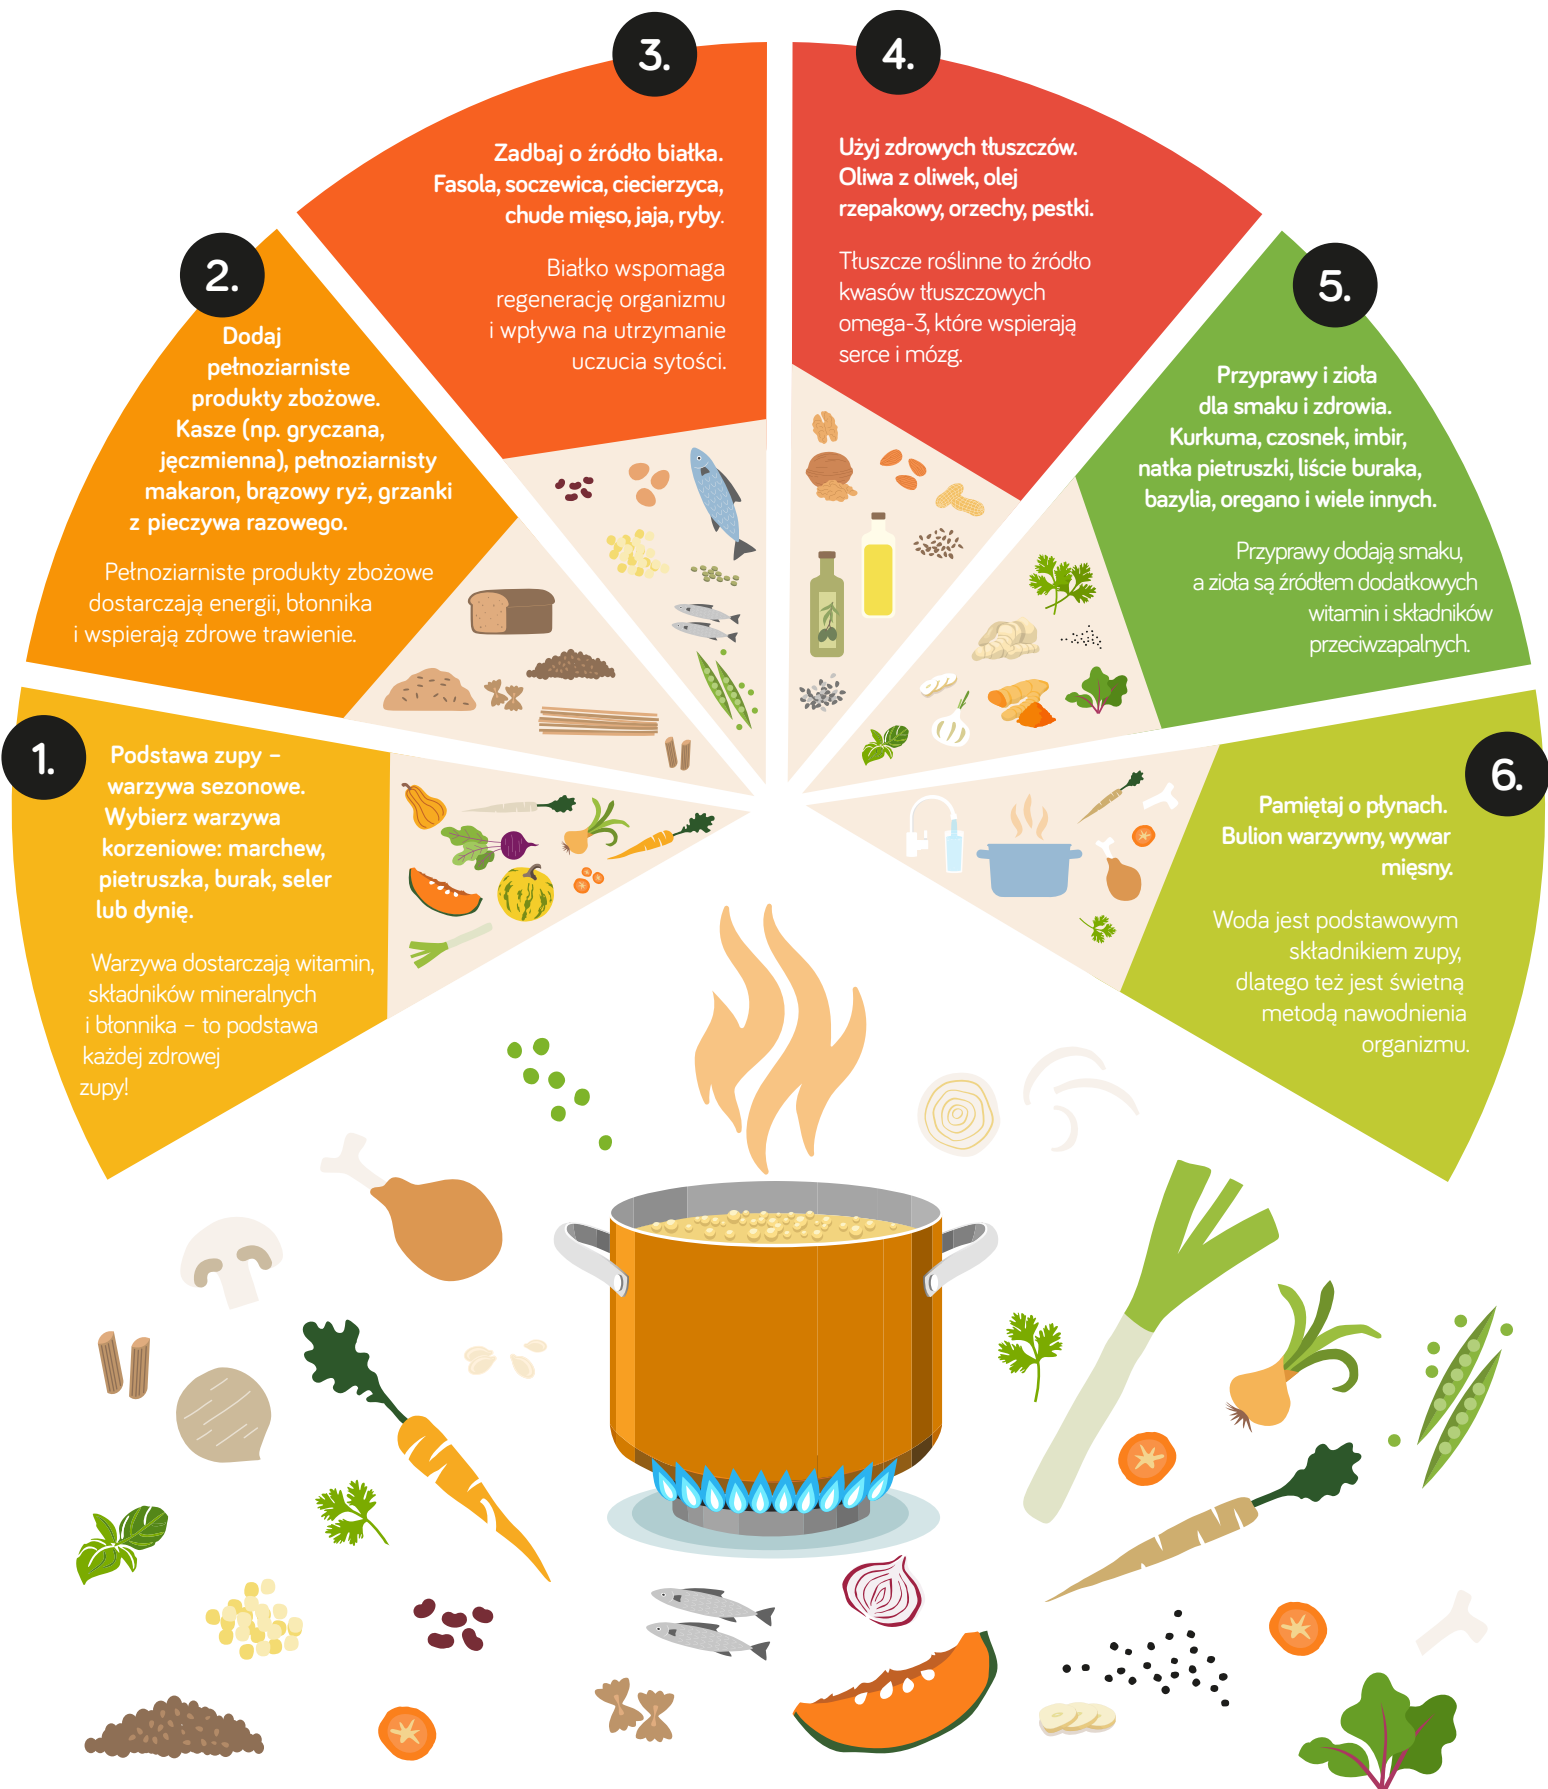 1.
Podstawa zupy –
warzywa sezonowe.
Wybierz warzywa
korzeniowe: marchew,
pietruszka, burak, seler
lub dynię.
Warzywa dostarczają witamin,
składników mineralnych
i błonnika – to podstawa
każdej zdrowej
zupy!
2.
Dodaj
pełnoziarniste
produkty zbożowe.
Kasze (np. gryczana,
jęczmienna), pełnoziarnisty
makaron, brązowy ryż, grzanki
z pieczywa razowego.
Pełnoziarniste produkty zbożowe
dostarczają energii, błonnika
i wspierają zdrowe trawienie.
3.
Zadbaj o źródło białka.
Fasola, soczewica, ciecierzyca,
chude mięso, jaja, ryby.
Białko wspomaga
regenerację organizmu
i wpływa na utrzymanie
uczucia sytości.
4.
Użyj zdrowych tłuszczów.
Oliwa z oliwek, olej
rzepakowy, orzechy, pestki.
Tłuszcze roślinne to źródło
kwasów tłuszczowych
omega-3, które wspierają
serce i mózg.
5.
Przyprawy i zioła
dla smaku i zdrowia.
Kurkuma, czosnek, imbir,
natka pietruszki, liście buraka,
bazylia, oregano i wiele innych.
Przyprawy dodają smaku,
a zioła są źródłem dodatkowych
witamin i składników
przeciwzapalnych.
6.
Pamiętaj o płynach.
Bulion warzywny, wywar
mięsny.
Woda jest podstawowym
składnikiem zupy,
dlatego też jest świetną
metodą nawodnienia
organizmu.